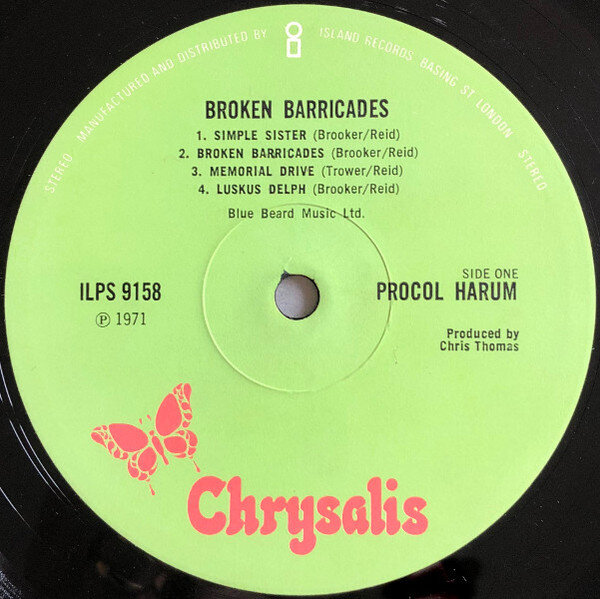 STEREO MANUFACTURED AND DISTRIBUTED BY ISLAND RECORDS BASING ST LONDON STEREO
BROKEN BARRICADES
1. SIMPLE SISTER (Brooker/Reid)
2. BROKEN BARRICADES (Brooker/Reid)
3. MEMORIAL DRIVE (Trower/Reid)
4. LUSKUS DELPH (Brooker/Reid)
Blue Beard Music Ltd.
ILPS 9158
℗ 1971
SIDE ONE
PROCOL HARUM
Produced by
Chris Thomas
Chrysalis